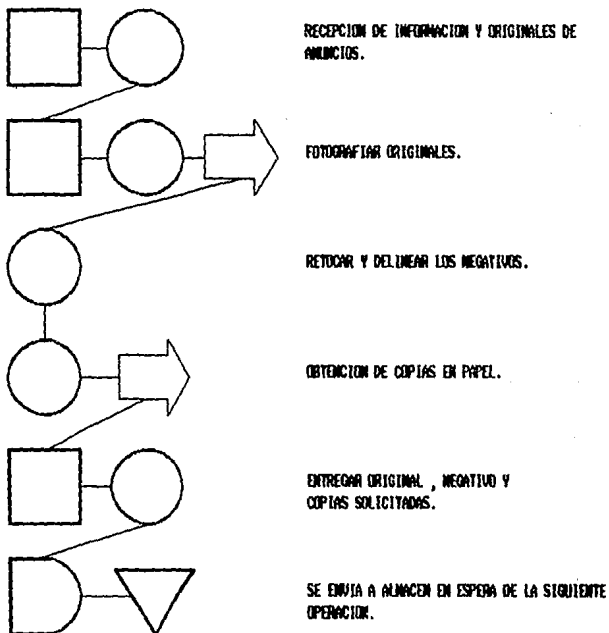 RECEPCION DE INFORMACION Y ORIGINALES DE
ANUNCIOS.
FOTOGRAFIAR ORIGINALES.
RETOCAR Y DELINEAR LOS NEGATIVOS.
OBTENCION DE COPIAS EN PAPEL.
ENTREGAR ORIGINAL , NEGATIVO Y
COPIAS SOLICITADAS.
SE ENVIA A ALMACEN EN ESPERA DE LA SIGUIENTE
OPERACION.